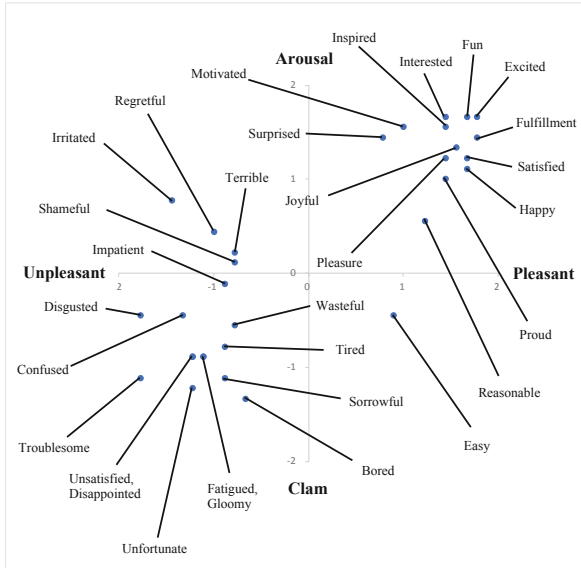 Inspired
Fun
Arousal
Interested
Motivated
Excited
2
Regretful
Surprised
Fulfillment
Irritated
Terrible
Satisfied
1
Shameful
Joyful
Happy
Impatient
Pleasure
Unpleasant
Pleasant
2
-1
0
0
1
2
Disgusted
Wasteful
Proud
Tired
Confused
-1
Reasonable
Sorrowful
Easy
Troublesome
Bored
Unsatisfied,
Disappointed
Fatigued,
Gloomy
-2
Clam
Unfortunate